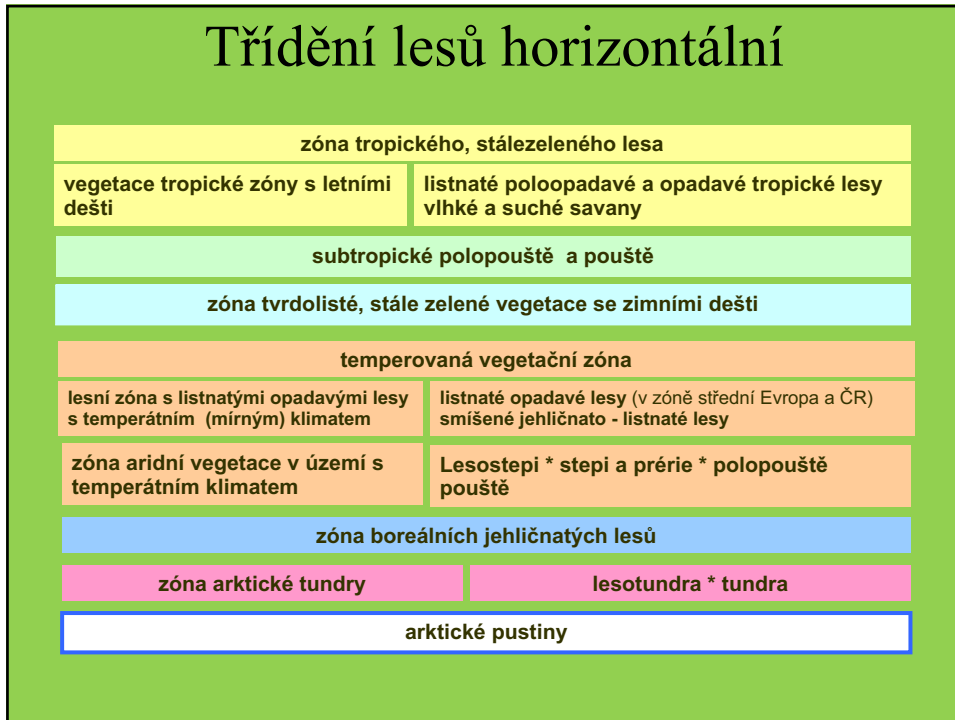 Třídění lesů horizontální
zóna tropického, stálezeleného lesa
vegetace tropické zóny s letními
dešti
listnaté poloopadavé a opadavé tropické lesy
vlhké a suché savany
subtropické polopouště a pouště
zóna tvrdolisté, stále zelené vegetace se zimními dešti
temperovaná vegetační zóna
lesní zóna s listnatými opadavými lesy
s temperátním (mírným) klimatem
listnaté opadavé lesy (v zóně střední Evropa a ČR)
smíšené jehličnato - listnaté lesy
zóna aridní vegetace v území s
temperátním klimatem
Lesostepi * stepi a prérie * polopouště
pouště
zóna boreálních jehličnatých lesů
zóna arktické tundry
lesotundra * tundra
arktické pustiny